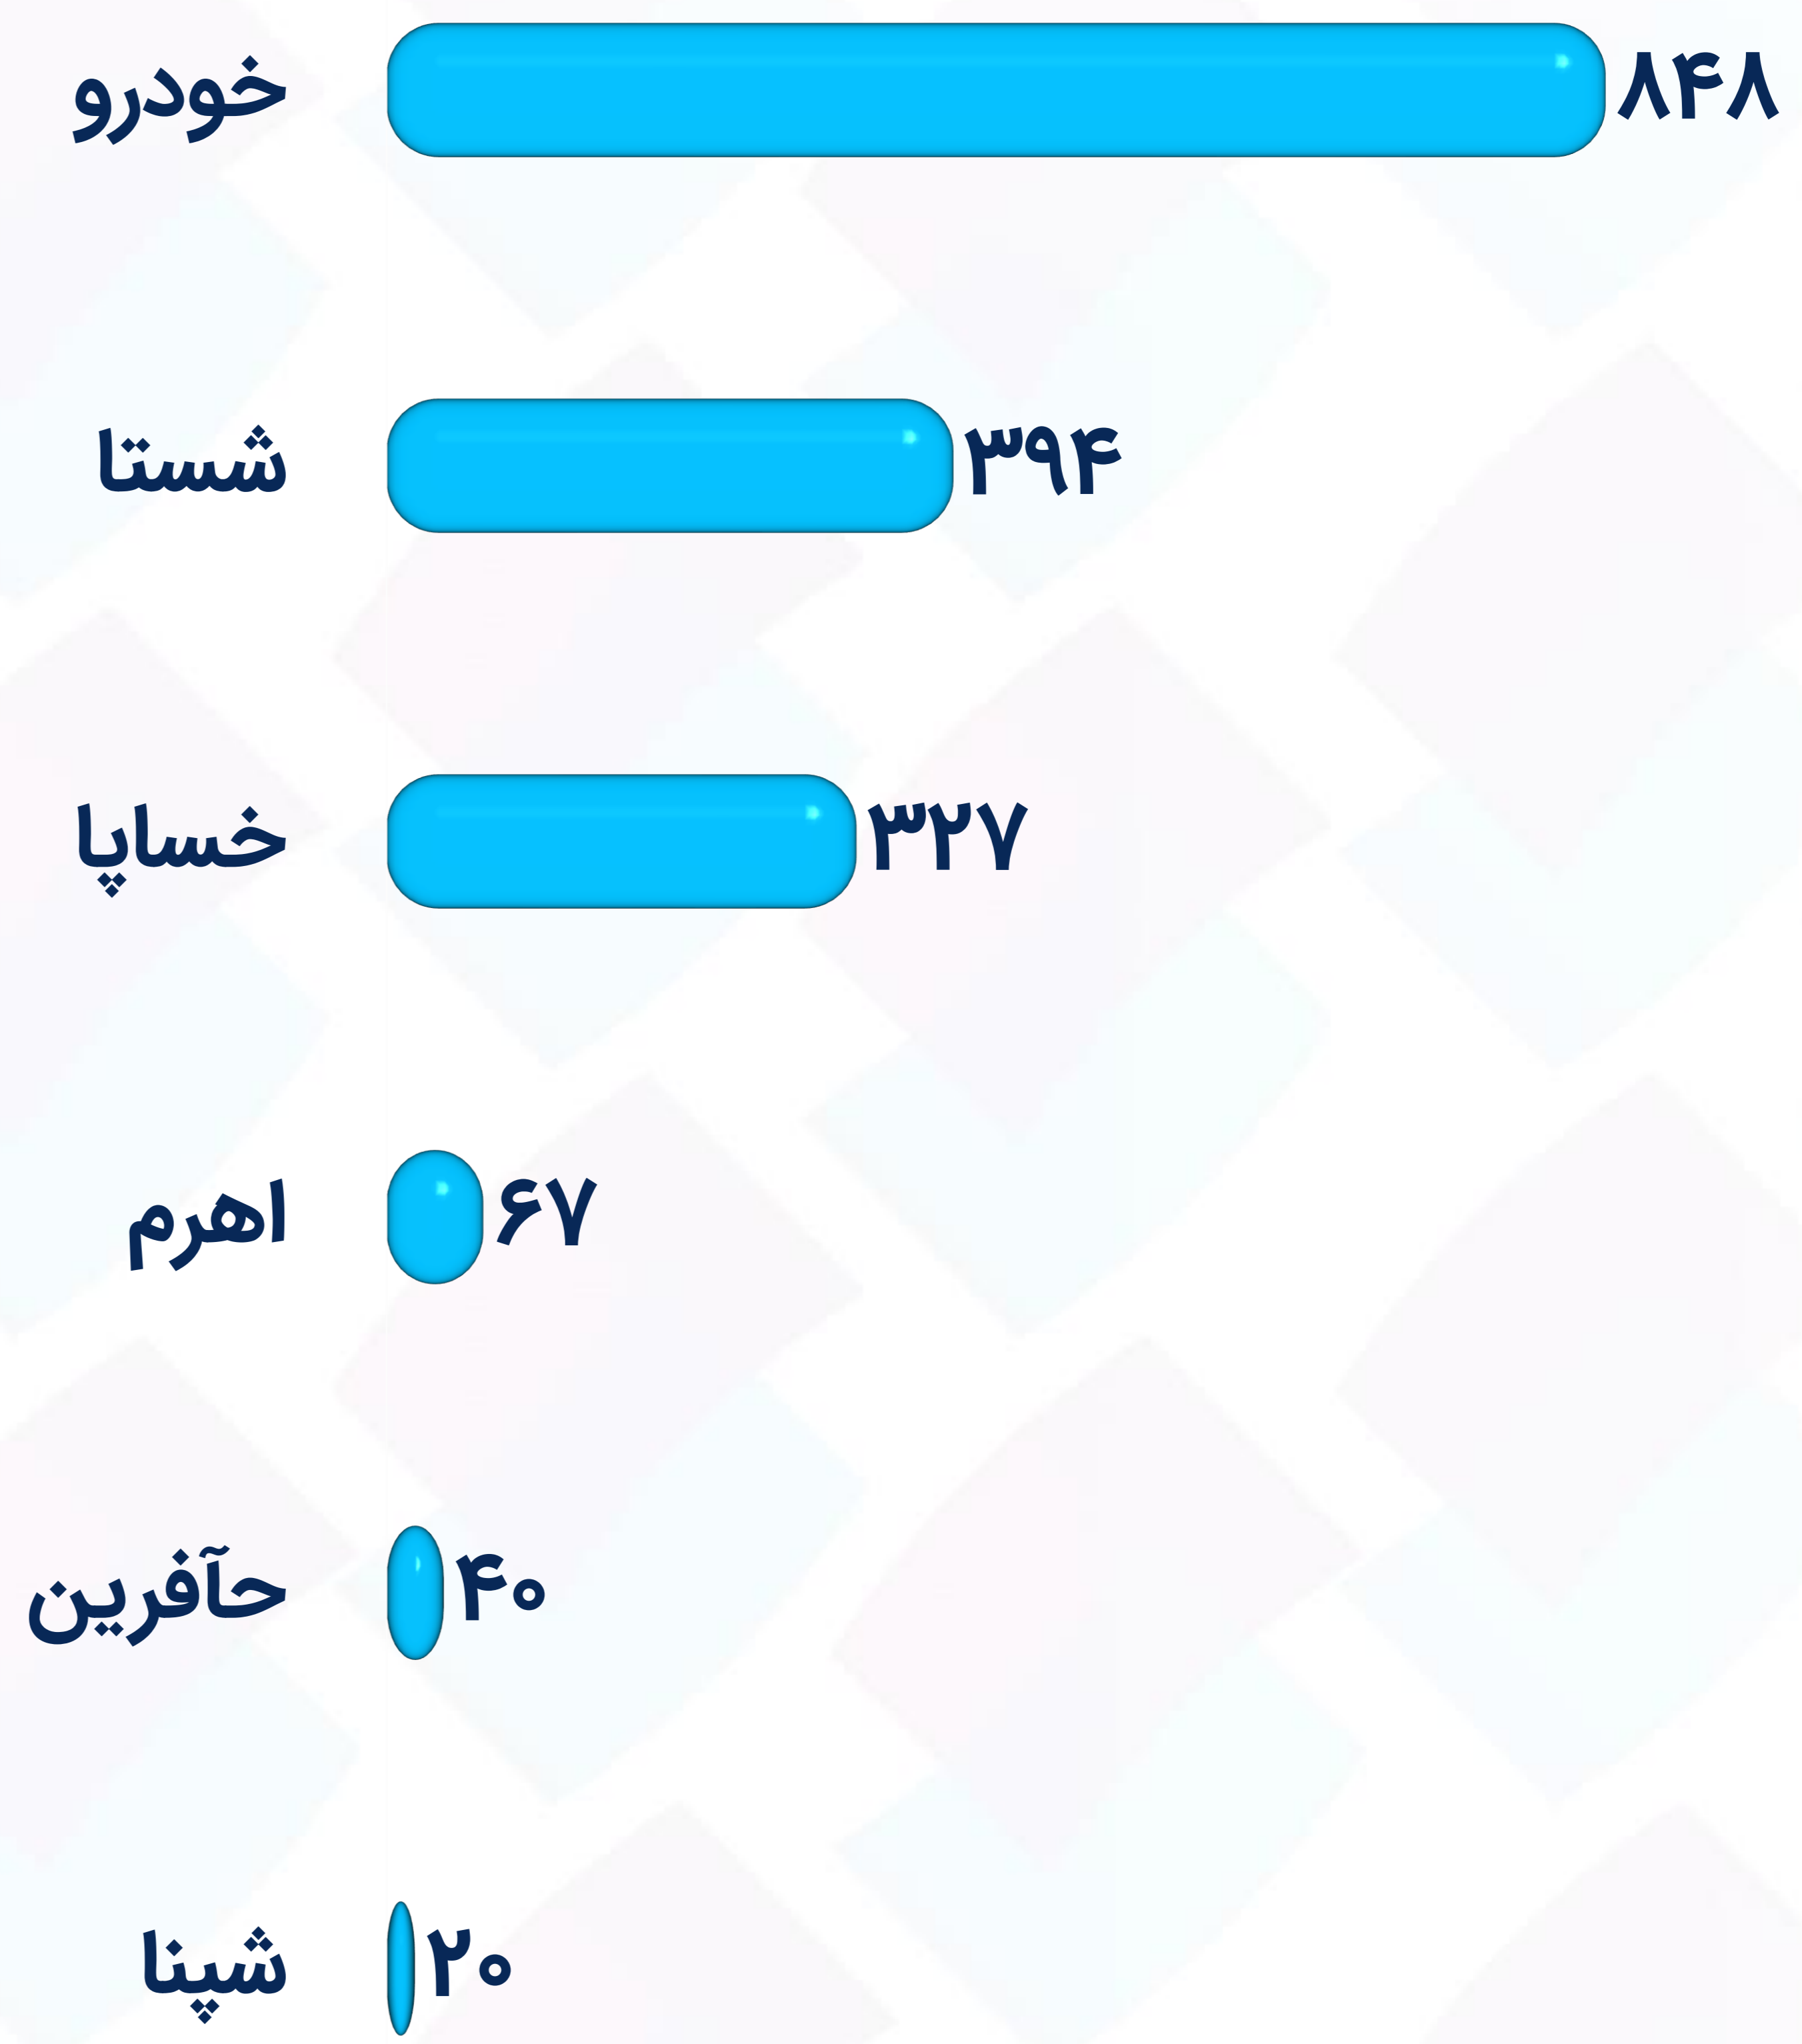 خودرو ۸۴۸
شستا ۳۹۴
خساپا ۳۲۷
اهرم ۶۷
حآفرین ۴۰
شپنا ۲۰